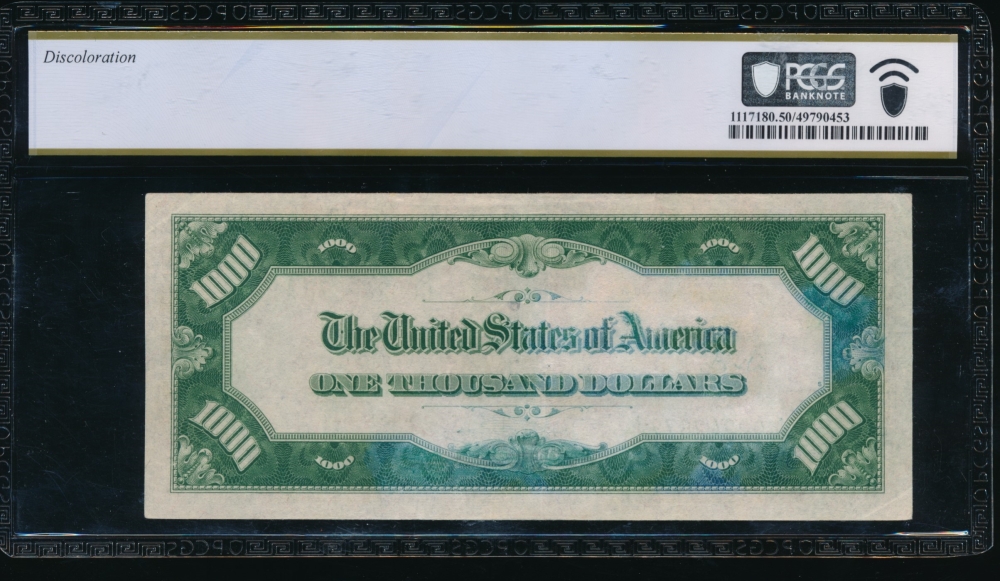 Discoloration
PCGS
BANKNOTE
1117180.50/49790453
1000 1000 1000 1000
The United States of America
ONE THOUSAND DOLLARS
1000 1000 1000 1000